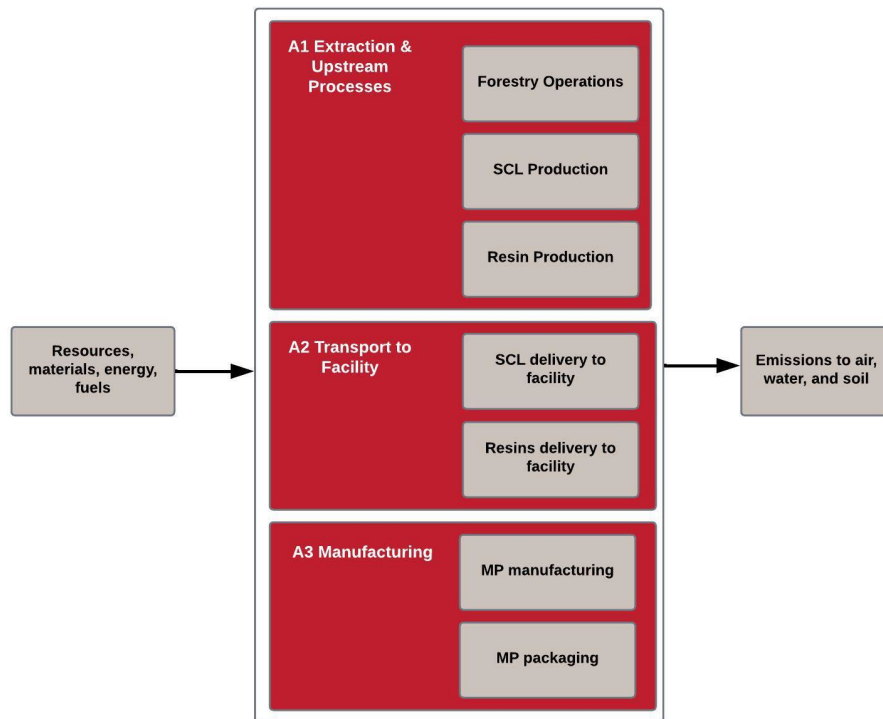 A1 Extraction &
Upstream
Processes
Forestry Operations
SCL Production
Resin Production
Resources,
materials, energy,
fuels
A2 Transport to
Facility
SCL delivery to
facility
Resins delivery to
facility
Emissions to air,
water, and soil
A3 Manufacturing
MP manufacturing
MP packaging